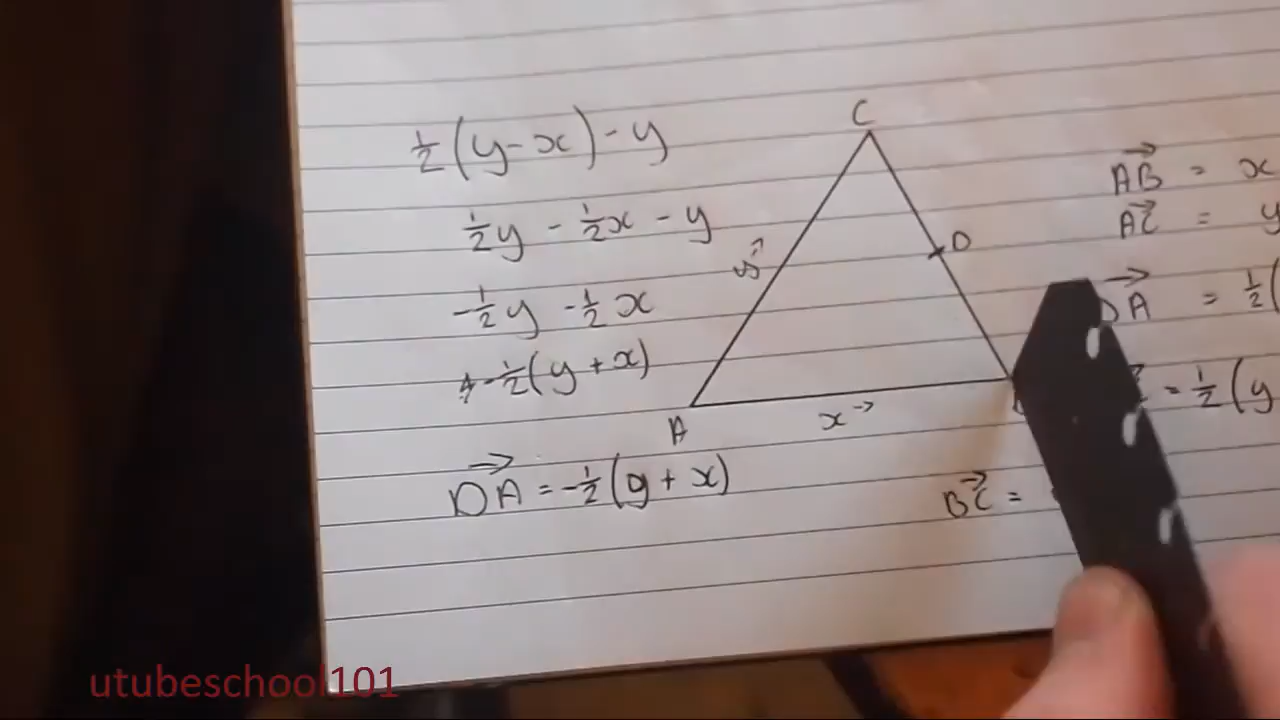 ½(y-x) - y
½y - ½x - y
-½y -½x
-½(y + x)
DA⃗ = -½(y + x)
C
y→
D
A
x→
AB⃗ = x
AC⃗ = y
DA⃗ = ½(
= ½(y
BC⃗ =
utubeschool101